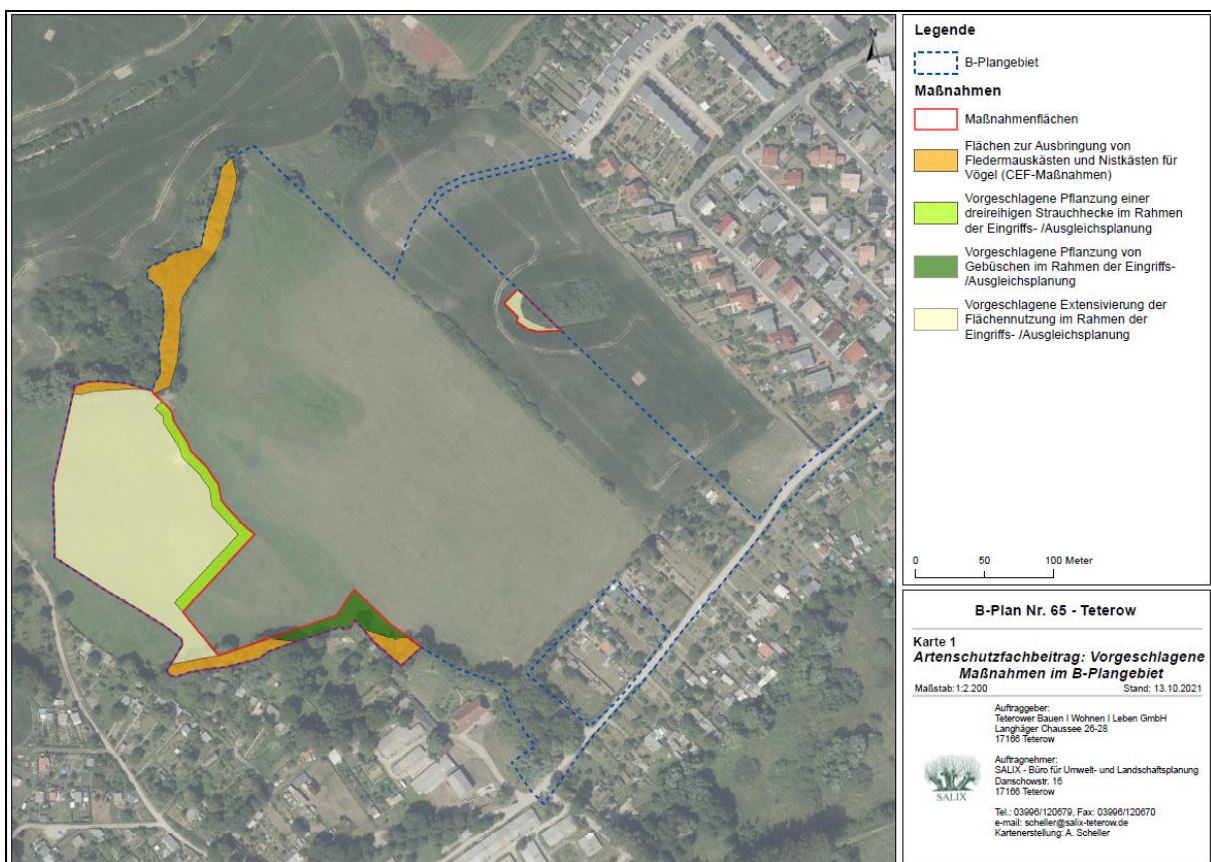 N
Legende
B-Plangebiet
Maßnahmen
Maßnahmenflächen
Flächen zur Ausbringung von
Fledermauskästen und Nistkästen für
Vögel (CEF-Maßnahmen)
Vorgeschlagene Pflanzung einer
dreireihigen Strauchhecke im Rahmen
der Eingriffs- /Ausgleichsplanung
Vorgeschlagene Pflanzung von
Gebüschen im Rahmen der Eingriffs-
/Ausgleichsplanung
Vorgeschlagene Extensivierung der
Flächennutzung im Rahmen der
Eingriffs- /Ausgleichsplanung
0 50 100 Meter
B-Plan Nr. 65 - Teterow
Karte 1
Artenschutzfachbeitrag: Vorgeschlagene
Maßnahmen im B-Plangebiet
Maßstab: 1:2.200 Stand: 13.10.2021
Auftraggeber:
Teterower Bauen I Wohnen I Leben GmbH
Langhäger Chaussee 26-28
17166 Teterow
Auftragnehmer:
SALIX - Büro für Umwelt- und Landschaftsplanung
Danschowstr. 16
17166 Teterow
SALIX
Tel.: 03996/120679, Fax: 03996/120670
e-mail: scheller@salix-teterow.de
Kartenerstellung: A. Scheller